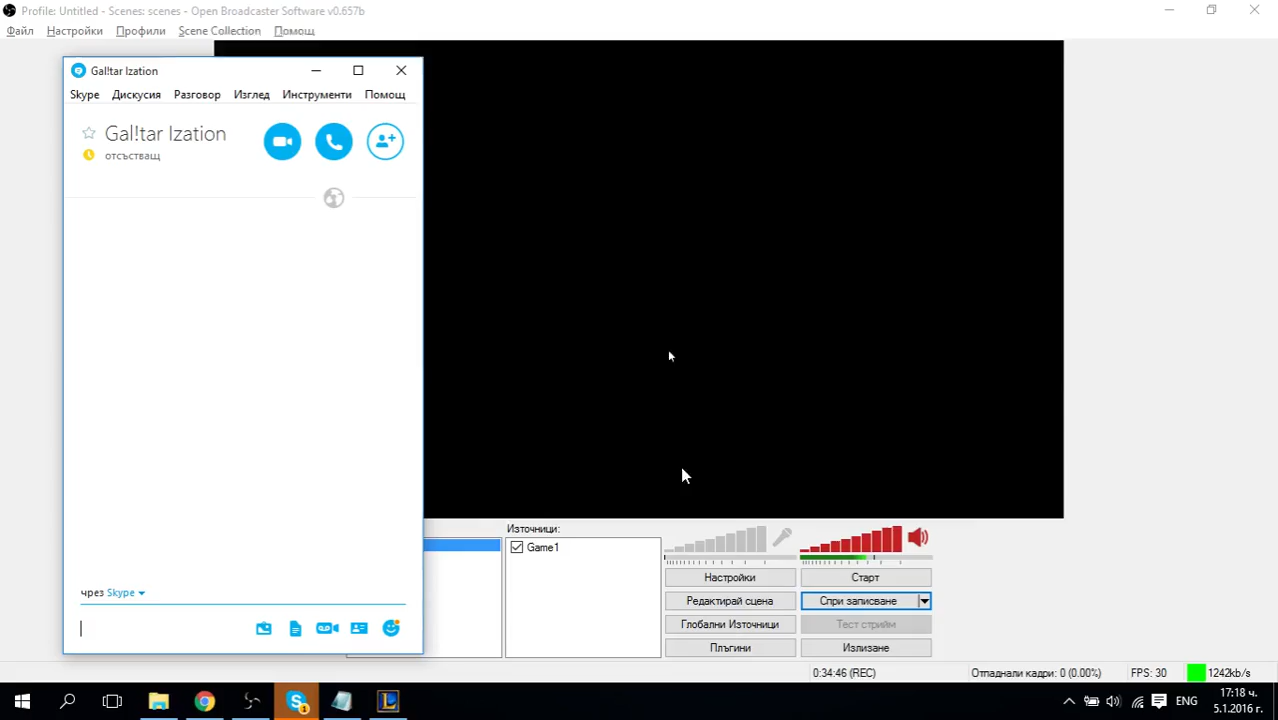 Profile: Untitled - Scenes: scenes - Open Broadcaster Software v0.657b
Файл Настройки Профили Scene Collection Помощ
Gal!tar Ization
Skype Дискусия Разговор Изглед Инструменти Помощ
Gal!tar Ization
отсъстващ
чрез Skype
Източници:
Game1
Настройки Старт
Редактирай сцена Спри записване
Глобални Източници Тест стрийм
Плъгини Излизане
0:34:46 (REC) Отпаднали кадри: 0 (0.00%) FPS: 30 1242kb/s
ENG 17:18 ч.
5.1.2016 г.